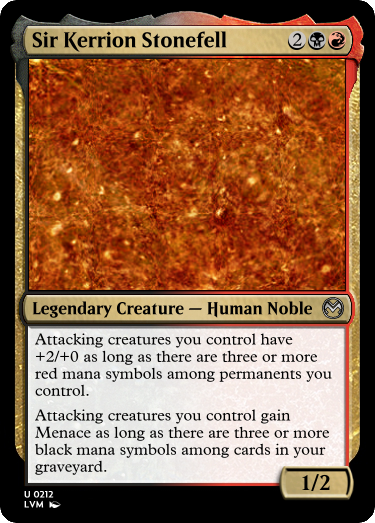 Sir Kerrion Stonefell 2
Legendary Creature — Human Noble
Attacking creatures you control have
+2/+0 as long as there are three or more
red mana symbols among permanents you
control.
Attacking creatures you control gain
Menace as long as there are three or more
black mana symbols among cards in your
graveyard.
1/2
U 0212
LVM